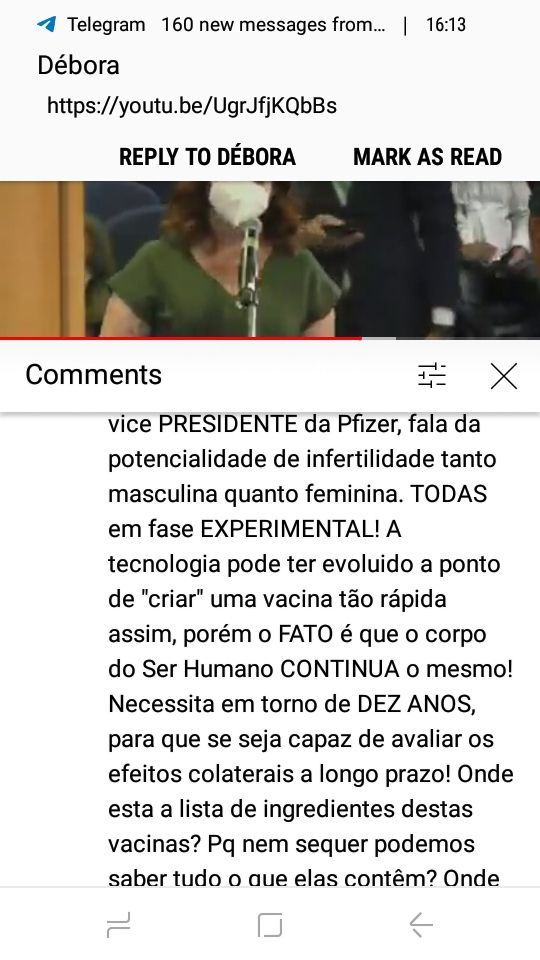 Telegram 160 new messages from... | 16:13
Débora
https://youtu.be/UgrJfjKQbBs
REPLY TO DÉBORA MARK AS READ
Comments
vice PRESIDENTE da Pfizer, fala da
potencialidade de infertilidade tanto
masculina quanto feminina. TODAS
em fase EXPERIMENTAL! A
tecnologia pode ter evoluido a ponto
de "criar" uma vacina tão rápida
assim, porém o FATO é que o corpo
do Ser Humano CONTINUA o mesmo!
Necessita em torno de DEZ ANOS,
para que se seja capaz de avaliar os
efeitos colaterais a longo prazo! Onde
esta a lista de ingredientes destas
vacinas? Pq nem sequer podemos
saber tudo o que elas contêm? Onde